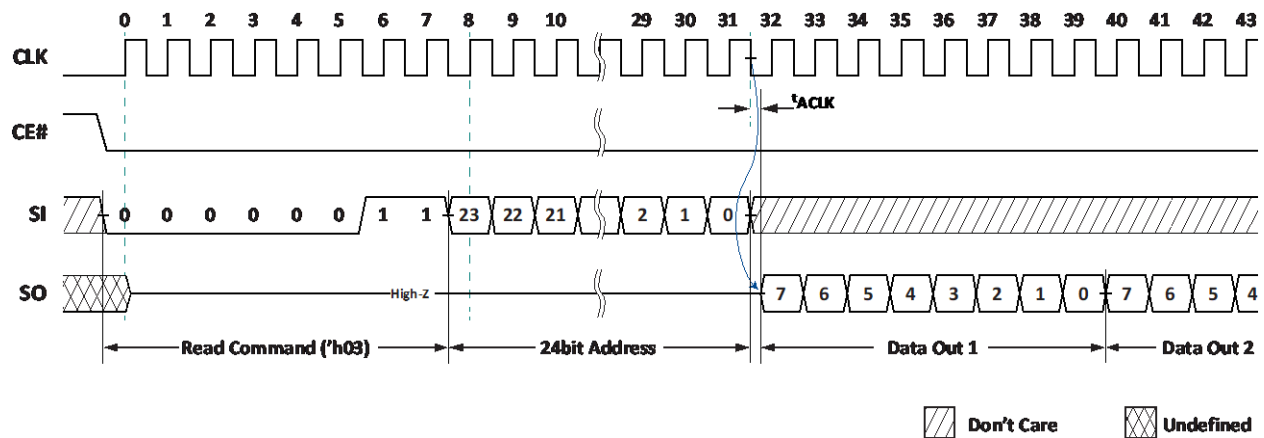 0 1 2 3 4 5 6 7 8 9 10 29 30 31 32 33 34 35 36 37 38 39 40 41 42 43
CLK
tACLK
CE#
SI 0 0 0 0 0 0 1 1 23 22 21 2 1 0
SO High-Z 7 6 5 4 3 2 1 0 7 6 5 4
Read Command ('h03) 24bit Address Data Out 1 Data Out 2
Don't Care Undefined